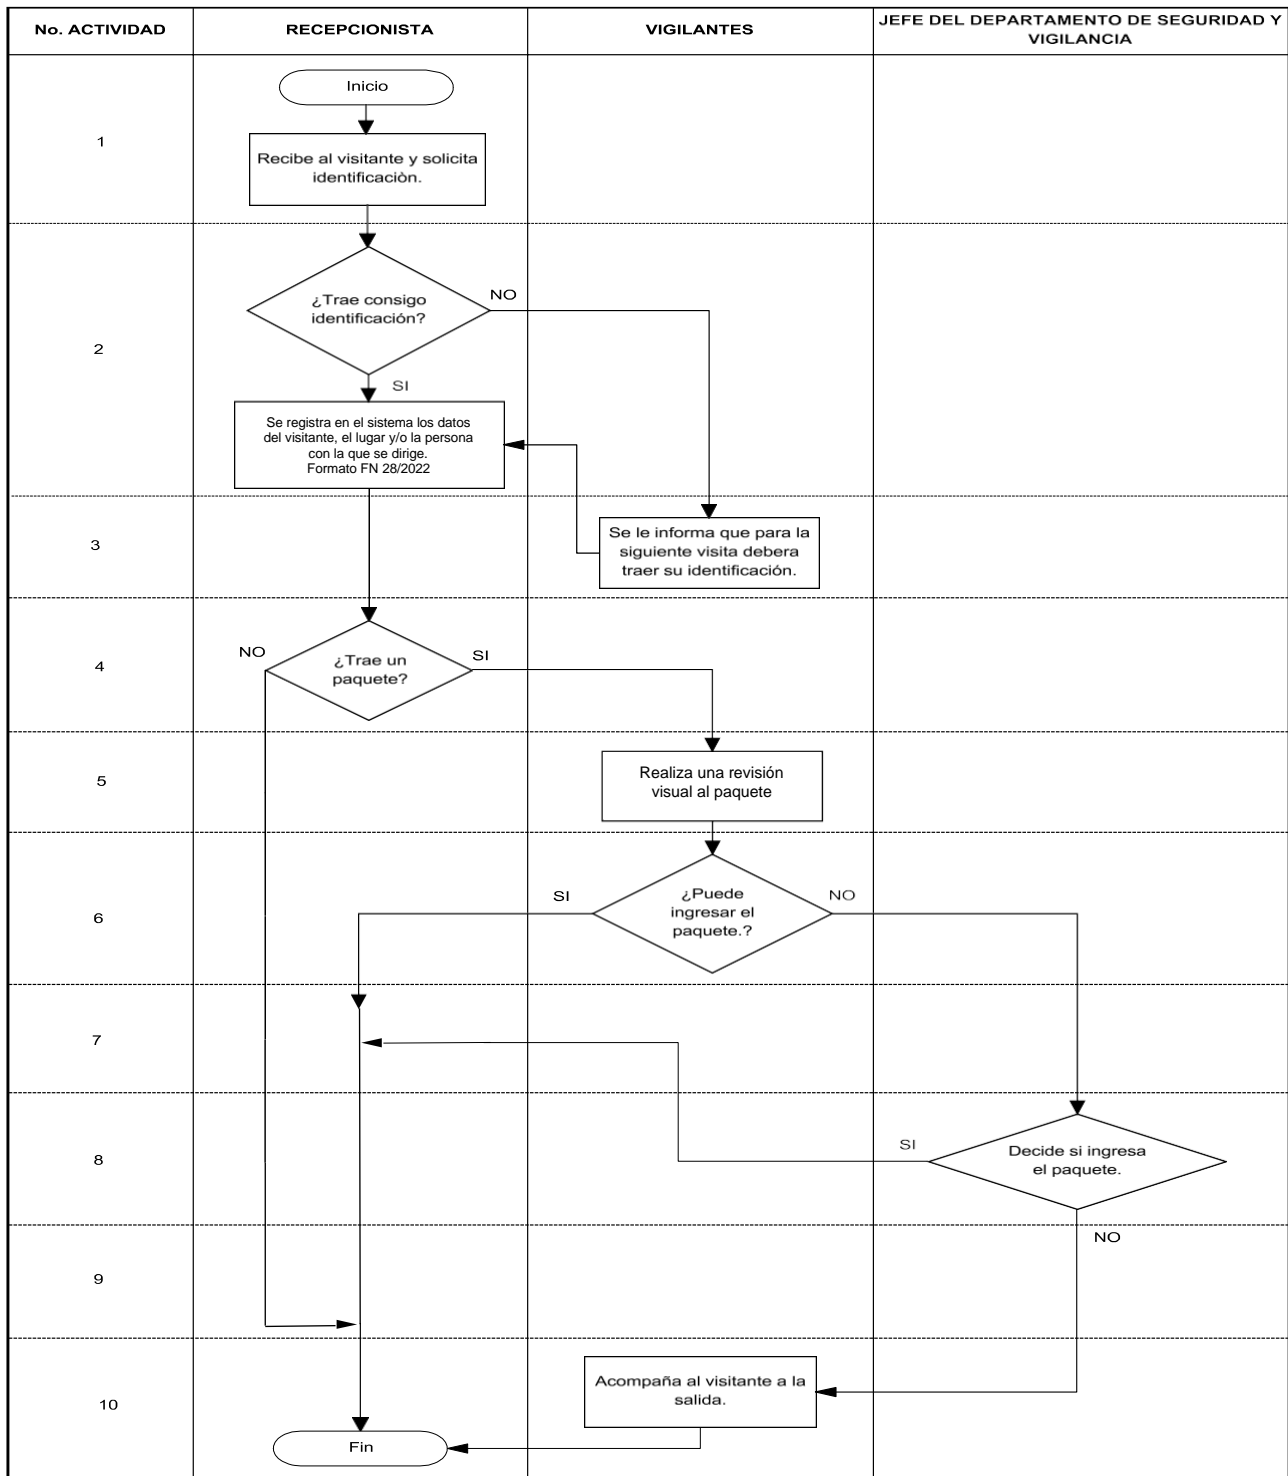 No. ACTIVIDAD
RECEPCIONISTA
VIGILANTES
JEFE DEL DEPARTAMENTO DE SEGURIDAD Y
VIGILANCIA
Inicio
1
Recibe al visitante y solicita
identificaciòn.
2
¿Trae consigo
identificación?
NO
SI
Se registra en el sistema los datos
del visitante, el lugar y/o la persona
con la que se dirige.
Formato FN 28/2022
3
Se le informa que para la
siguiente visita debera
traer su identificación.
4
NO
¿Trae un
paquete?
SI
5
Realiza una revisión
visual al paquete
6
SI
¿Puede
ingresar el
paquete.?
NO
7
8
SI
Decide si ingresa
el paquete.
NO
9
10
Acompaña al visitante a la
salida.
Fin